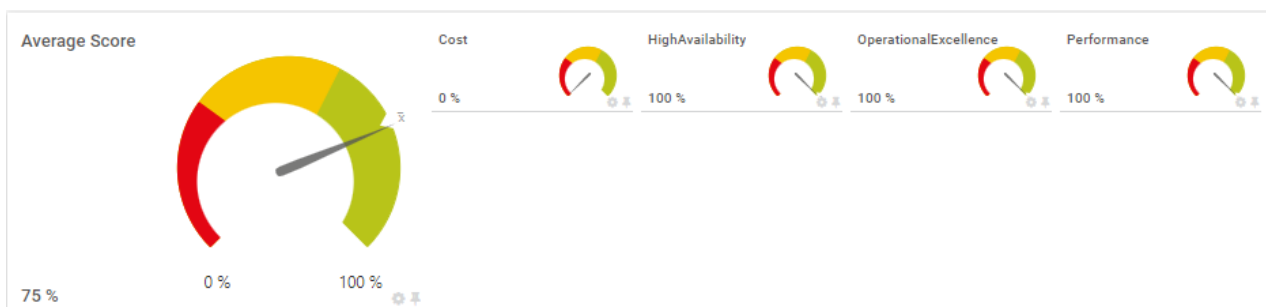 Average Score
x̄
0 %
100 %
75 %
Cost
0 %
HighAvailability
100 %
OperationalExcellence
100 %
Performance
100 %